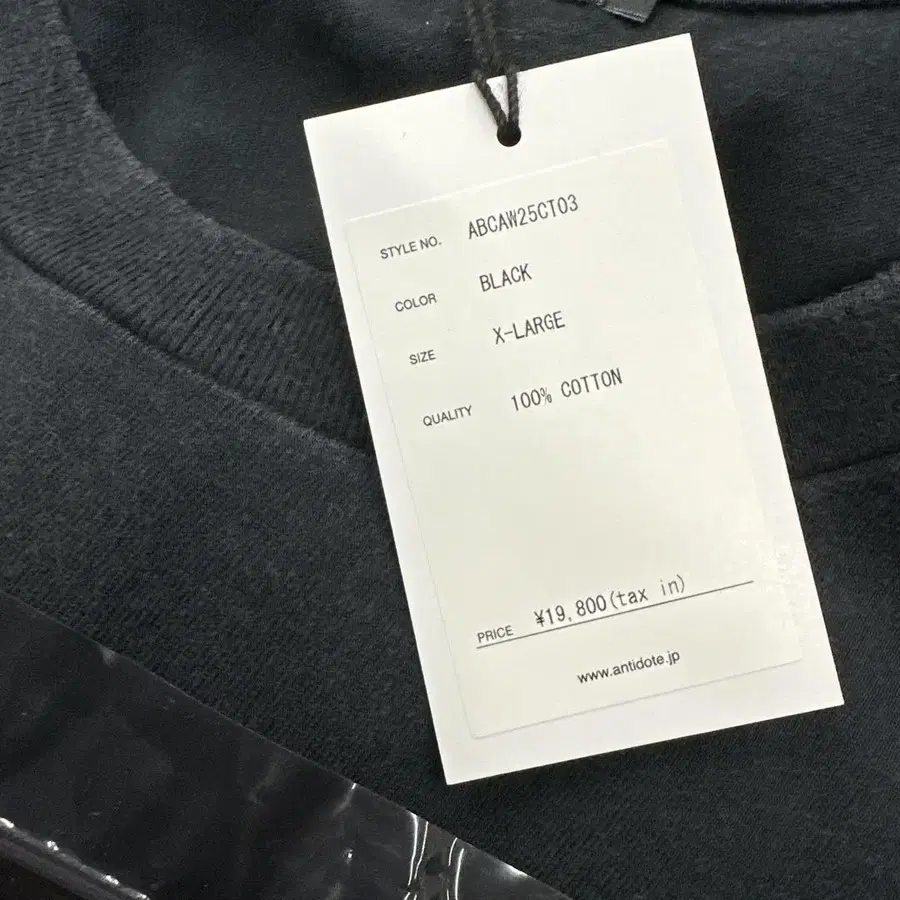 STYLE NO. ABCAW25CT03
COLOR BLACK
SIZE X-LARGE
QUALITY 100% COTTON
PRICE ¥19,800(tax in)
www.antidote.jp